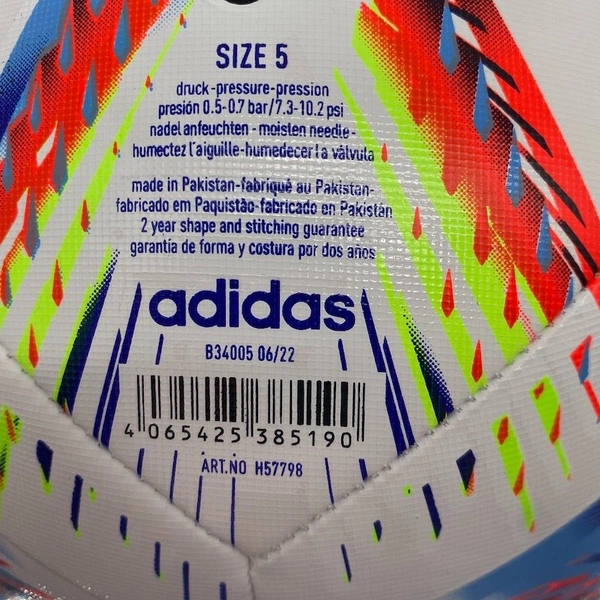 SIZE 5
druck-pressure-pression
presión 0.5-0.7 bar/7.3-10.2 psi
nadel anfeuchten - moisten needle-
humectez l'aiguille-humedecer la válvula
made in Pakistan-fabriqué au Pakistan-
fabricado em Paquistão-fabricado en Pakistán
2 year shape and stitching guarantee
garantía de forma y costura por dos años
adidas
B34005 06/22
4 065425 385190
ART.NO H57798